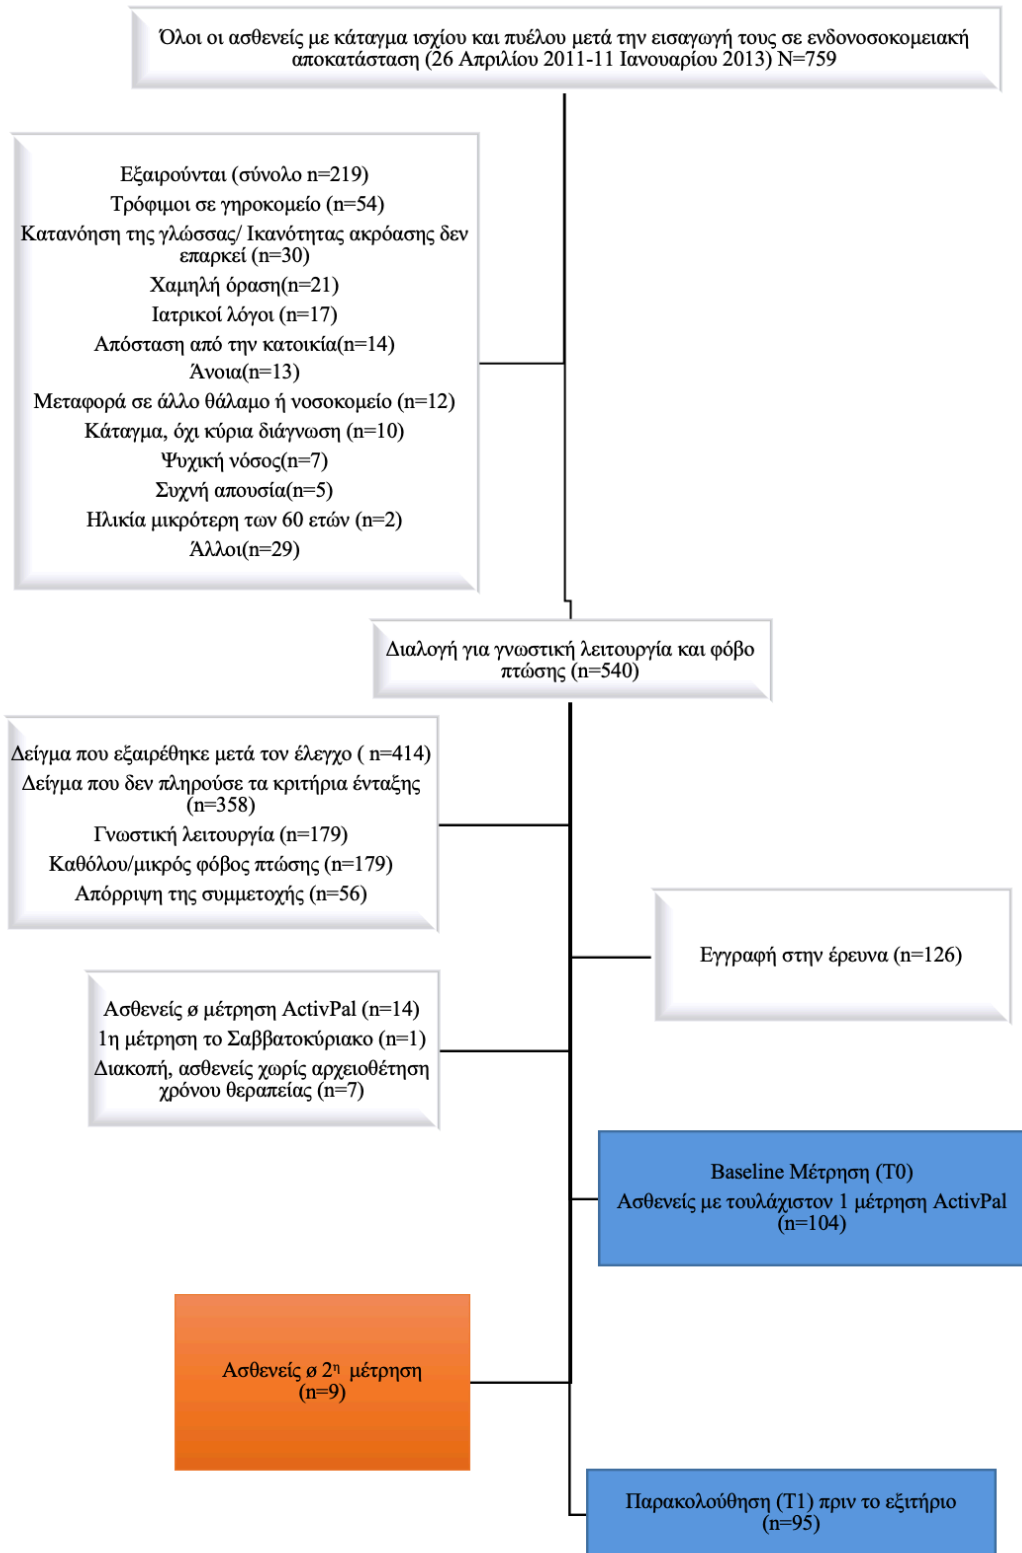 Όλοι οι ασθενείς με κάταγμα ισχίου και πυέλου μετά την εισαγωγή τους σε ενδονοσοκομειακή
αποκατάσταση (26 Απριλίου 2011-11 Ιανουαρίου 2013) N=759
Εξαιρούνται (σύνολο n=219)
Τρόφιμοι σε γηροκομείο (n=54)
Κατανόηση της γλώσσας/ Ικανότητας ακρόασης δεν
επαρκεί (n=30)
Χαμηλή όραση(n=21)
Ιατρικοί λόγοι (n=17)
Απόσταση από την κατοικία(n=14)
Άνοια(n=13)
Μεταφορά σε άλλο θάλαμο ή νοσοκομείο (n=12)
Κάταγμα, όχι κύρια διάγνωση (n=10)
Ψυχική νόσος(n=7)
Συχνή απουσία(n=5)
Ηλικία μικρότερη των 60 ετών (n=2)
Άλλοι(n=29)
Διαλογή για γνωστική λειτουργία και φόβο
πτώσης (n=540)
Δείγμα που εξαιρέθηκε μετά τον έλεγχο ( n=414)
Δείγμα που δεν πληρούσε τα κριτήρια ένταξης
(n=358)
Γνωστική λειτουργία (n=179)
Καθόλου/μικρός φόβος πτώσης (n=179)
Απόρριψη της συμμετοχής (n=56)
Εγγραφή στην έρευνα (n=126)
Ασθενείς ø μέτρηση ActivPal (n=14)
1η μέτρηση το Σαββατοκύριακο (n=1)
Διακοπή, ασθενείς χωρίς αρχειοθέτηση
χρόνου θεραπείας (n=7)
Baseline Μέτρηση (T0)
Ασθενείς με τουλάχιστον 1 μέτρηση ActivPal
(n=104)
Ασθενείς ø 2η μέτρηση
(n=9)
Παρακολούθηση (T1) πριν το εξιτήριο
(n=95)